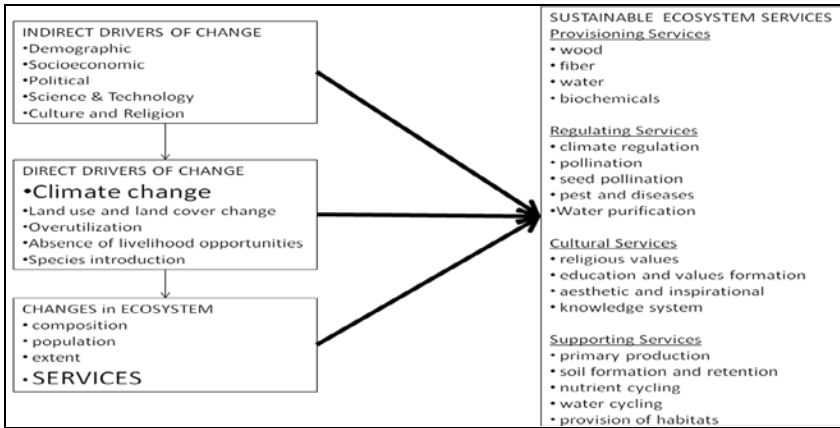 INDIRECT DRIVERS OF CHANGE
•Demographic
•Socioeconomic
•Political
•Science & Technology
•Culture and Religion
DIRECT DRIVERS OF CHANGE
•Climate change
•Land use and land cover change
•Overutilization
•Absence of livelihood opportunities
•Species introduction
CHANGES in ECOSYSTEM
• composition
• population
• extent
• SERVICES
SUSTAINABLE ECOSYSTEM SERVICES
Provisioning Services
• wood
• fiber
• water
• biochemicals
Regulating Services
• climate regulation
• pollination
• seed pollination
• pest and diseases
•Water purification
Cultural Services
• religious values
• education and values formation
• aesthetic and inspirational
• knowledge system
Supporting Services
• primary production
• soil formation and retention
• nutrient cycling
• water cycling
• provision of habitats